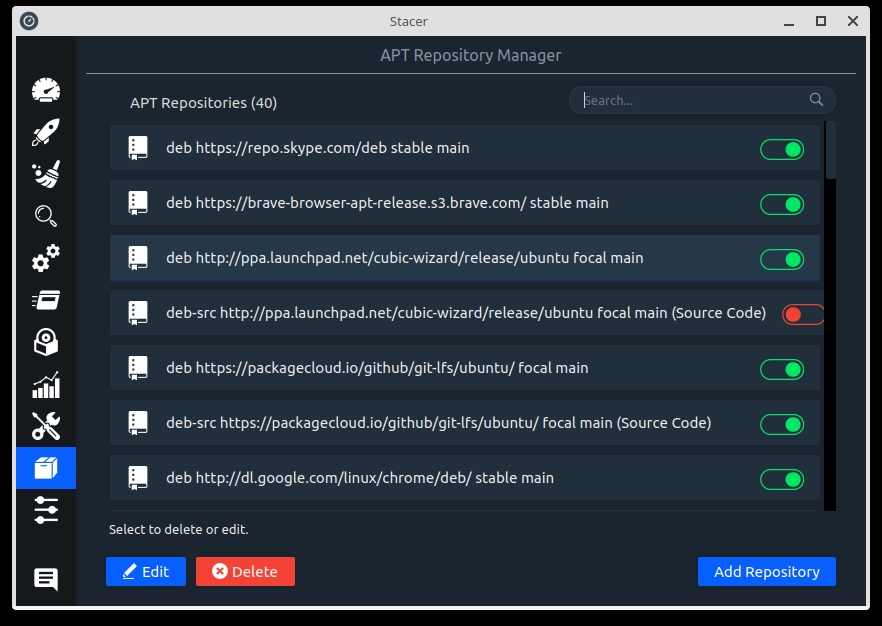 Stacer
APT Repository Manager
APT Repositories (40)
Search...
deb https://repo.skype.com/deb stable main
deb https://brave-browser-apt-release.s3.brave.com/ stable main
deb http://ppa.launchpad.net/cubic-wizard/release/ubuntu focal main
deb-src http://ppa.launchpad.net/cubic-wizard/release/ubuntu focal main (Source Code)
deb https://packagecloud.io/github/git-lfs/ubuntu/ focal main
deb-src https://packagecloud.io/github/git-lfs/ubuntu/ focal main (Source Code)
deb http://dl.google.com/linux/chrome/deb/ stable main
Select to delete or edit.
Edit
Delete
Add Repository